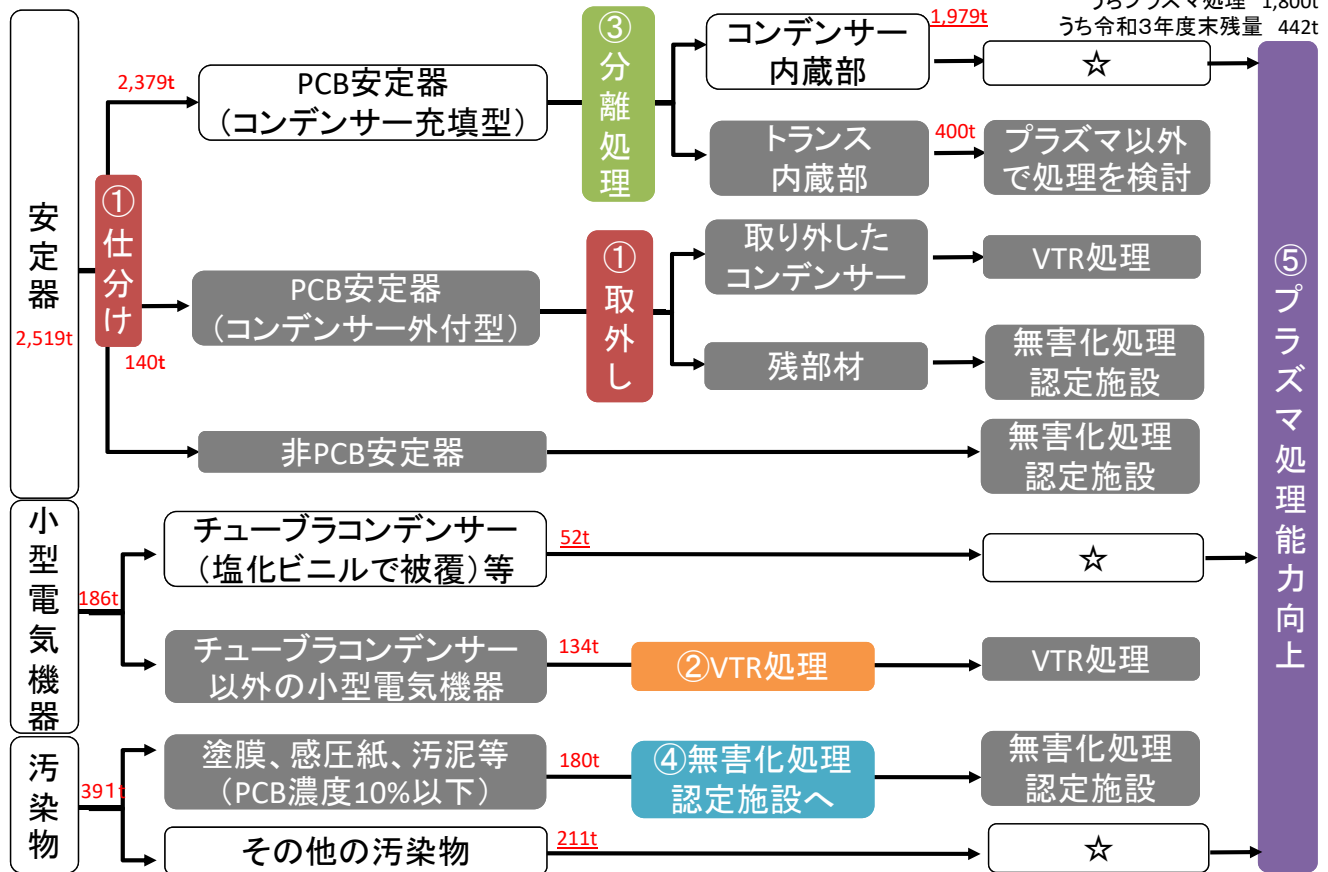 うちプラズマ処理 1,800t
うち令和3年度末残量 442t
安定器
2,519t
①仕分け
2,379t
140t
PCB安定器
(コンデンサー充填型)
③分離処理
コンデンサー
内蔵部
1,979t
☆
トランス
内蔵部
400t
プラズマ以外
で処理を検討
PCB安定器
(コンデンサー外付型)
①取外し
取り外した
コンデンサー
VTR処理
残部材
無害化処理
認定施設
非PCB安定器
無害化処理
認定施設
小型電気機器
186t
チューブラコンデンサー
(塩化ビニルで被覆)等
52t
☆
チューブラコンデンサー
以外の小型電気機器
134t
②VTR処理
VTR処理
汚染物
391t
塗膜、感圧紙、汚泥等
(PCB濃度10%以下)
180t
④無害化処理
認定施設へ
無害化処理
認定施設
その他の汚染物
211t
☆
⑤プラズマ処理能力向上